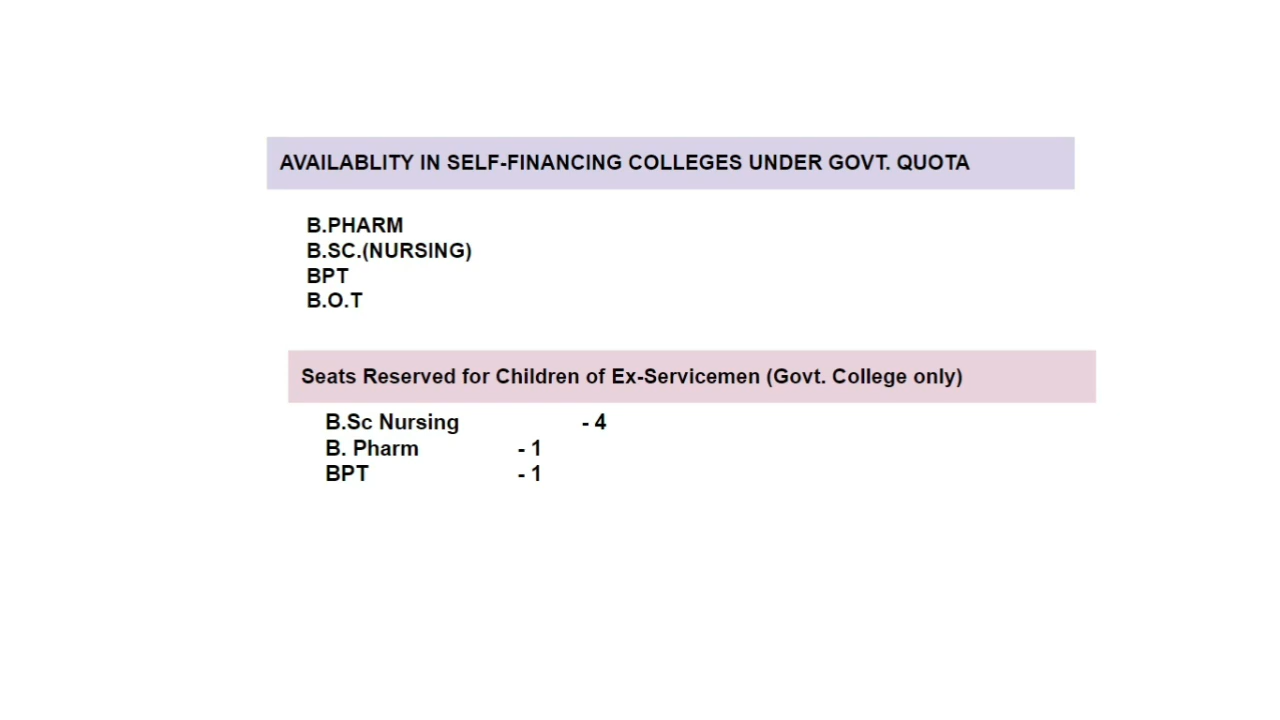 AVAILABLITY IN SELF-FINANCING COLLEGES UNDER GOVT. QUOTA
B.PHARM
B.SC.(NURSING)
BPT
B.O.T
Seats Reserved for Children of Ex-Servicemen (Govt. College only)
B.Sc Nursing - 4
B. Pharm - 1
BPT - 1